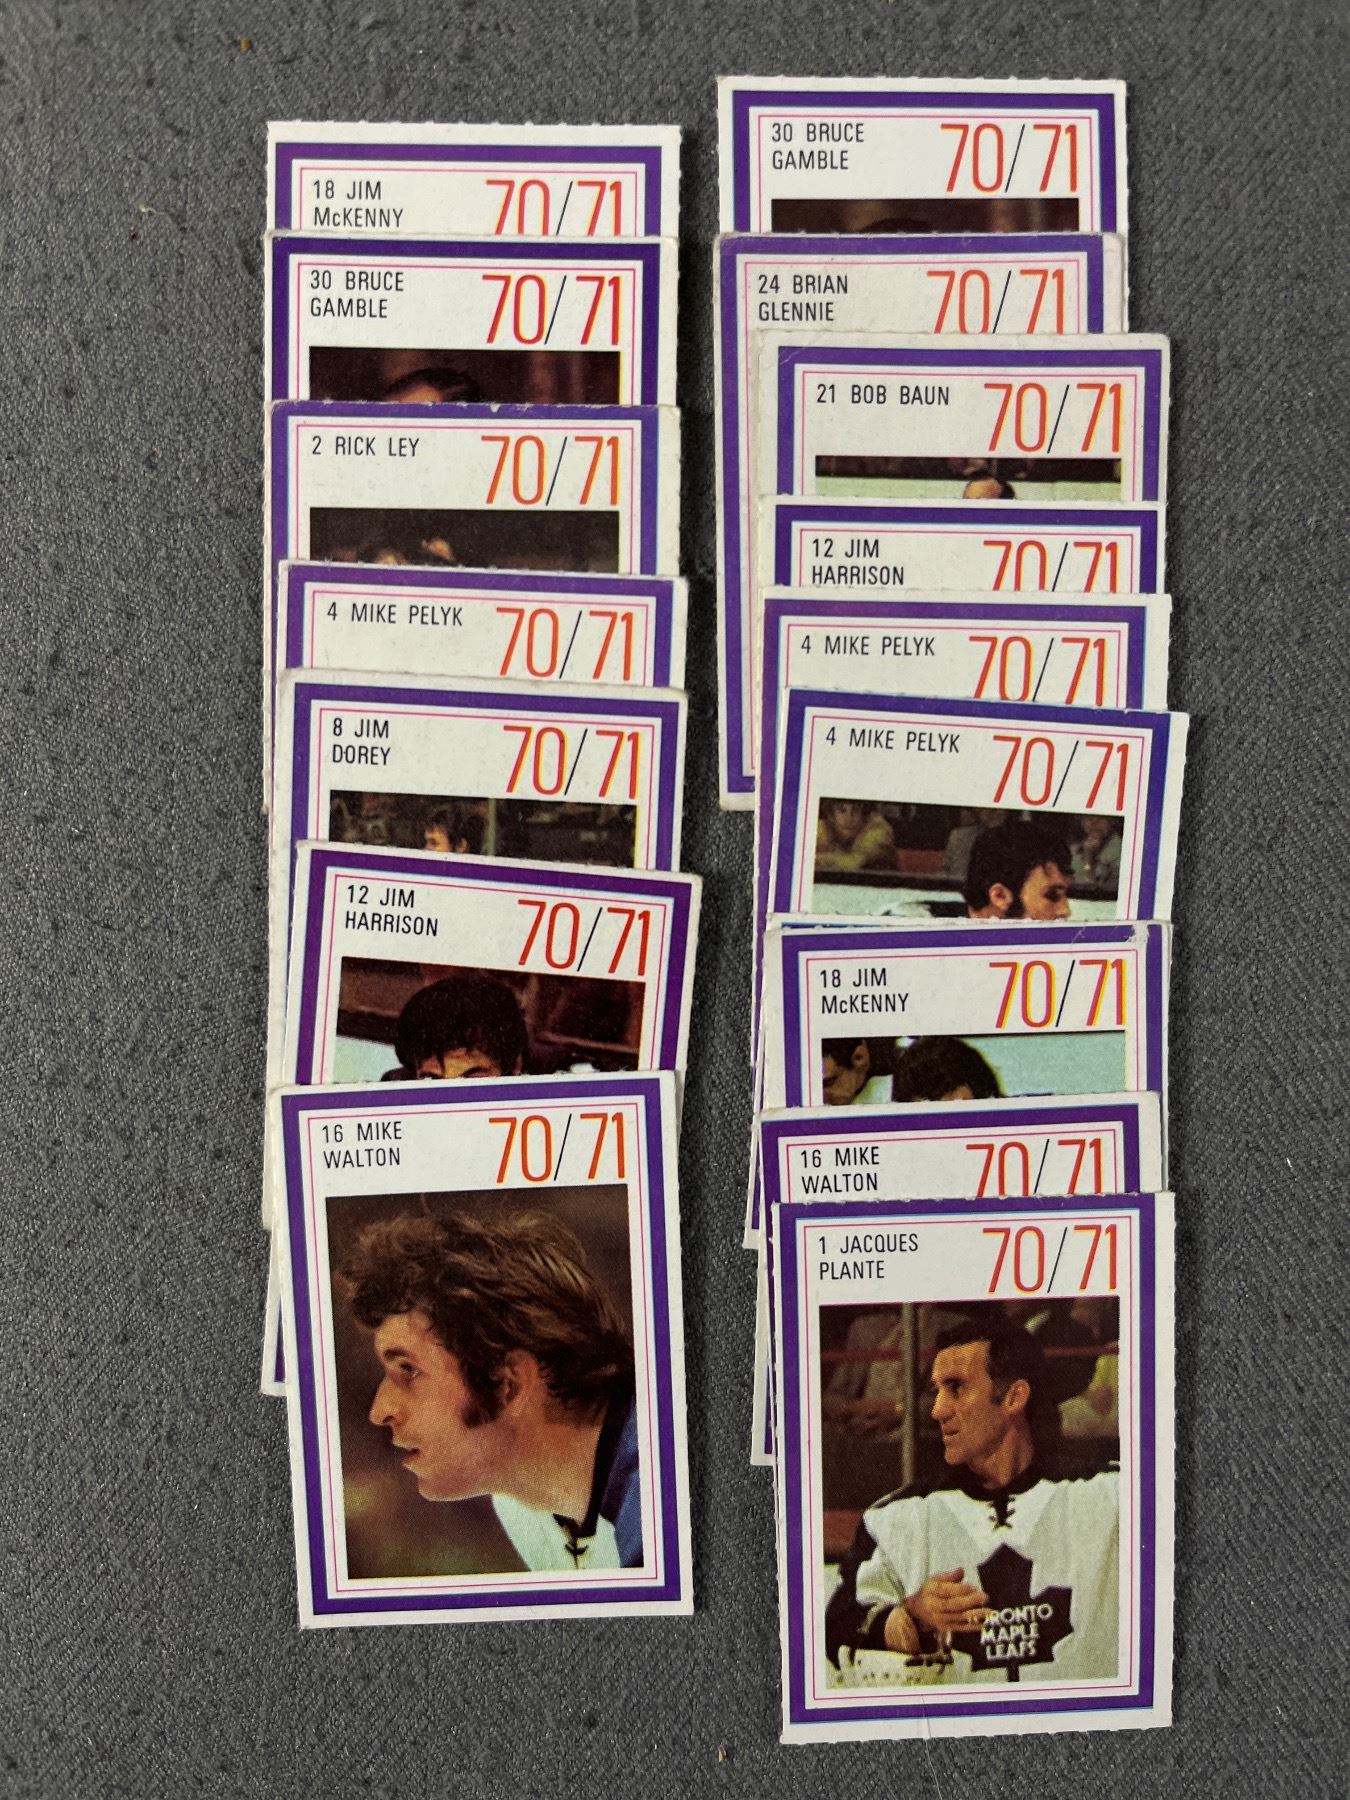 18 JIM
McKENNY
70/71
30 BRUCE
GAMBLE
70/71
2 RICK LEY
70/71
4 MIKE PELYK
70/71
8 JIM
DOREY
70/71
12 JIM
HARRISON
70/71
16 MIKE
WALTON
70/71
30 BRUCE
GAMBLE
70/71
24 BRIAN
GLENNIE
70/71
21 BOB BAUN
70/71
12 JIM
HARRISON
70/71
4 MIKE PELYK
70/71
4 MIKE PELYK
70/71
18 JIM
McKENNY
70/71
16 MIKE
WALTON
70/71
1 JACQUES
PLANTE
70/71
TORONTO
MAPLE
LEAFS